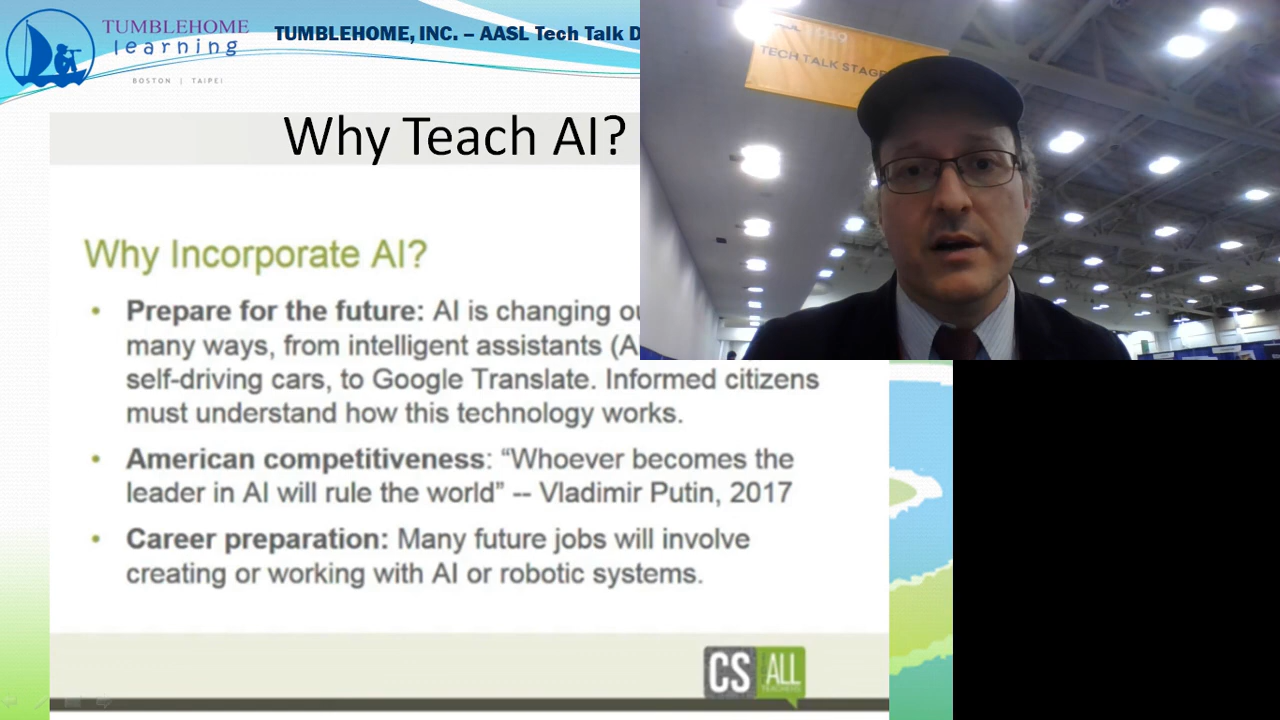 TUMBLEHOME
learning
BOSTON | TAIPEI
TUMBLEHOME, INC. – AASL Tech Talk D
TECH TALK STAGE
Why Teach AI?
Why Incorporate AI?
• Prepare for the future: AI is changing
many ways, from intelligent assistants (A
self-driving cars, to Google Translate. Informed citizens
must understand how this technology works.
• American competitiveness: “Whoever becomes the
leader in AI will rule the world” -- Vladimir Putin, 2017
• Career preparation: Many future jobs will involve
creating or working with AI or robotic systems.
CS
ALL
TEACHERS